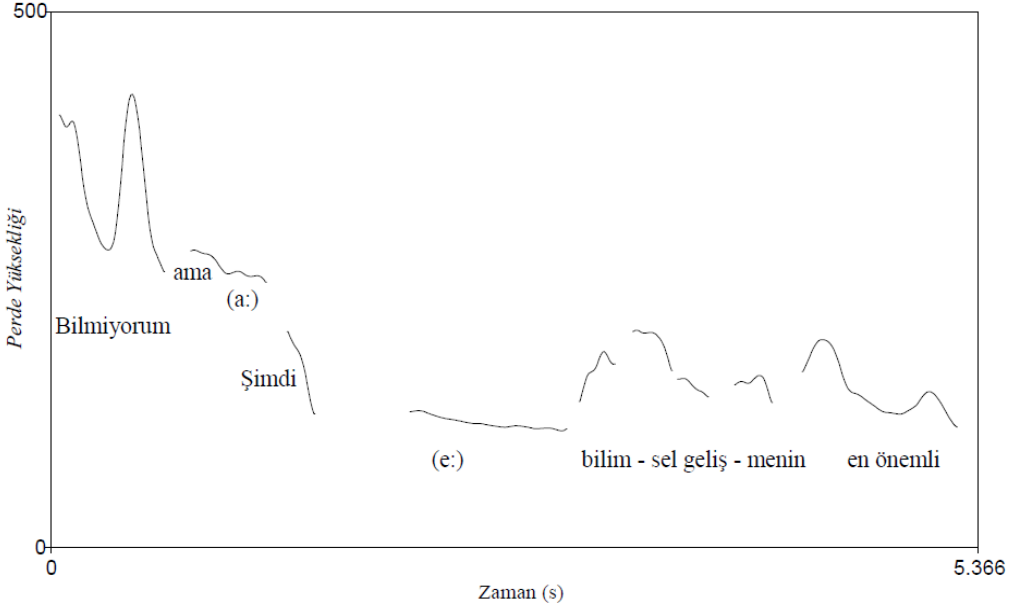 500
Perde Yüksekliği
ama
(a:)
Bilmiyorum
Şimdi
(e:)
bilim - sel geliş - menin
en önemli
0
0
5.366
Zaman (s)